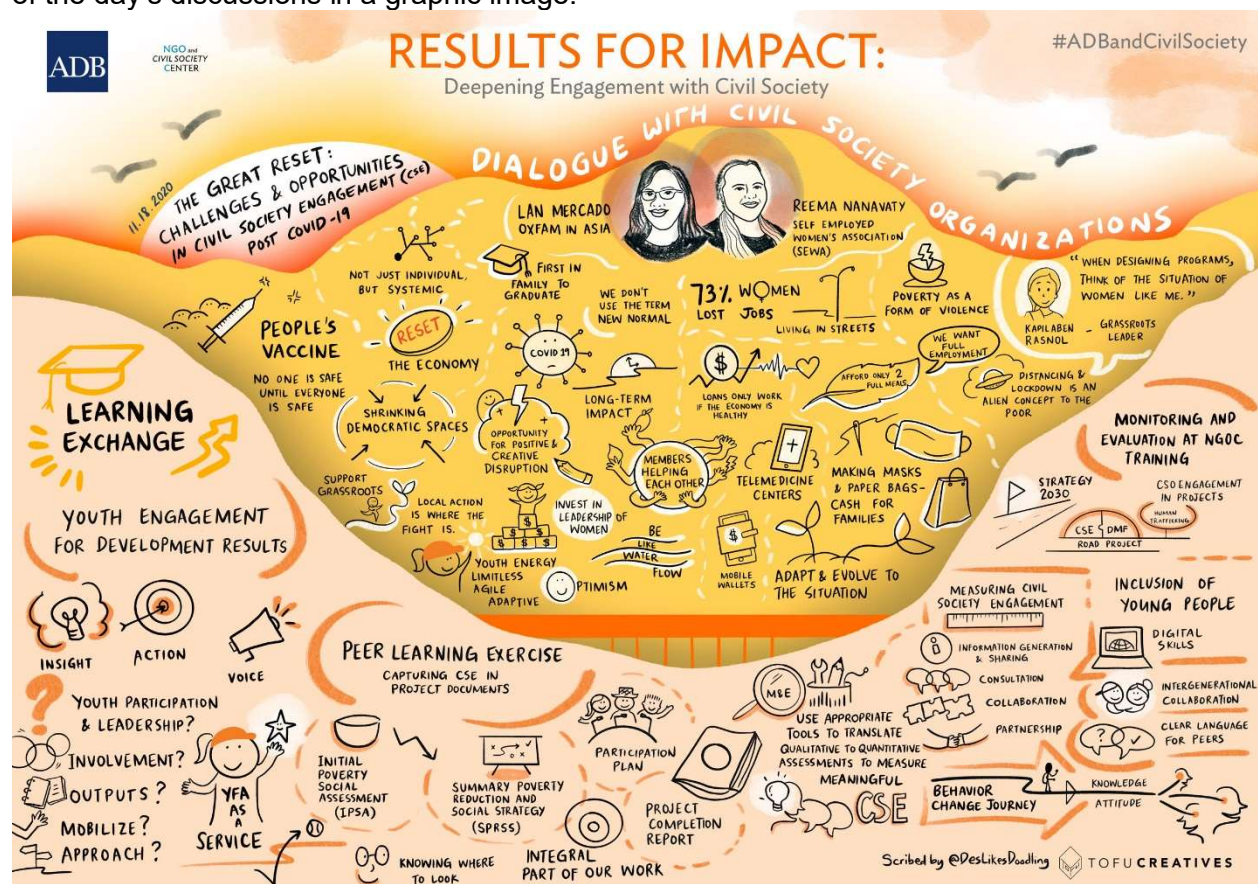 of the day's discussions in a graphic image.
ADB
NGO and
CIVIL SOCIETY
CENTER
RESULTS FOR IMPACT:
Deepening Engagement with Civil Society
#ADBandCivilSociety
11.18.2020
THE GREAT RESET:
CHALLENGES & OPPORTUNITIES
IN CIVIL SOCIETY ENGAGEMENT (CSE)
POST COVID-19
DIALOGUE WITH CIVIL SOCIETY ORGANIZATIONS
LAN MERCADO
OXFAM IN ASIA
REEMA NANAVATY
SELF EMPLOYED
WOMEN'S ASSOCIATION
(SEWA)
NOT JUST INDIVIDUAL,
BUT SYSTEMIC
FIRST IN
FAMILY TO
GRADUATE
WE DON'T
USE THE TERM
NEW NORMAL
73% WOMEN
LOST JOBS
LIVING IN STREETS
POVERTY AS A
FORM OF VIOLENCE
"WHEN DESIGNING PROGRAMS,
THINK OF THE SITUATION OF
WOMEN LIKE ME."
KAPILABEN
RASNOL
- GRASSROOTS
LEADER
PEOPLE'S
VACCINE
NO ONE IS SAFE
UNTIL EVERYONE
IS SAFE
RESET
THE ECONOMY
COVID 19
LONG-TERM
IMPACT
$
LOANS ONLY WORK
IF THE ECONOMY IS
HEALTHY
AFFORD ONLY 2
FULL MEALS
WE WANT
FULL
EMPLOYMENT
DISTANCING &
LOCKDOWN IS AN
ALIEN CONCEPT TO THE
POOR
SHRINKING
DEMOCRATIC SPACES
OPPORTUNITY
FOR POSITIVE &
CREATIVE
DISRUPTION
MEMBERS
HELPING
EACH OTHER
TELEMEDICINE
CENTERS
MAKING MASKS
& PAPER BAGS-
CASH FOR
FAMILIES
SUPPORT
GRASSROOTS
LOCAL ACTION
IS WHERE THE
FIGHT IS.
$
$ $
$ $ $
INVEST IN
LEADERSHIP OF
WOMEN
BE
LIKE
WATER
FLOW
$
MOBILE
WALLETS
ADAPT & EVOLVE TO
THE SITUATION
YOUTH ENERGY
LIMITLESS
AGILE
ADAPTIVE
OPTIMISM
LEARNING
EXCHANGE
YOUTH ENGAGEMENT
FOR DEVELOPMENT RESULTS
INSIGHT
ACTION
VOICE
?
YOUTH PARTICIPATION
& LEADERSHIP?
INVOLVEMENT?
OUTPUTS?
MOBILIZE?
APPROACH?
YFA
AS
A
SERVICE
PEER LEARNING EXERCISE
CAPTURING CSE IN
PROJECT DOCUMENTS
INITIAL
POVERTY
SOCIAL
ASSESSMENT
(IPSA)
SUMMARY POVERTY
REDUCTION AND
SOCIAL STRATEGY
(SPRSS)
PARTICIPATION
PLAN
PROJECT
COMPLETION
REPORT
KNOWING WHERE
TO LOOK
INTEGRAL
PART OF OUR WORK
MONITORING AND
EVALUATION AT NGOC
TRAINING
STRATEGY
2030
CSO ENGAGEMENT
IN PROJECTS
HUMAN
TRAFFICKING
CSE DMF
ROAD PROJECT
MEASURING CIVIL
SOCIETY ENGAGEMENT
i
INFORMATION GENERATION
& SHARING
CONSULTATION
COLLABORATION
PARTNERSHIP
INCLUSION OF
YOUNG PEOPLE
DIGITAL
SKILLS
INTERGENERATIONAL
COLLABORATION
?
CLEAR LANGUAGE
FOR PEERS
M&E
USE APPROPRIATE
TOOLS TO TRANSLATE
QUALITATIVE TO QUANTITATIVE
ASSESSMENTS TO MEASURE
MEANINGFUL
CSE
BEHAVIOR
CHANGE JOURNEY
KNOWLEDGE
ATTITUDE
Scribed by @DesLikesDoodling
TOFU CREATIVES